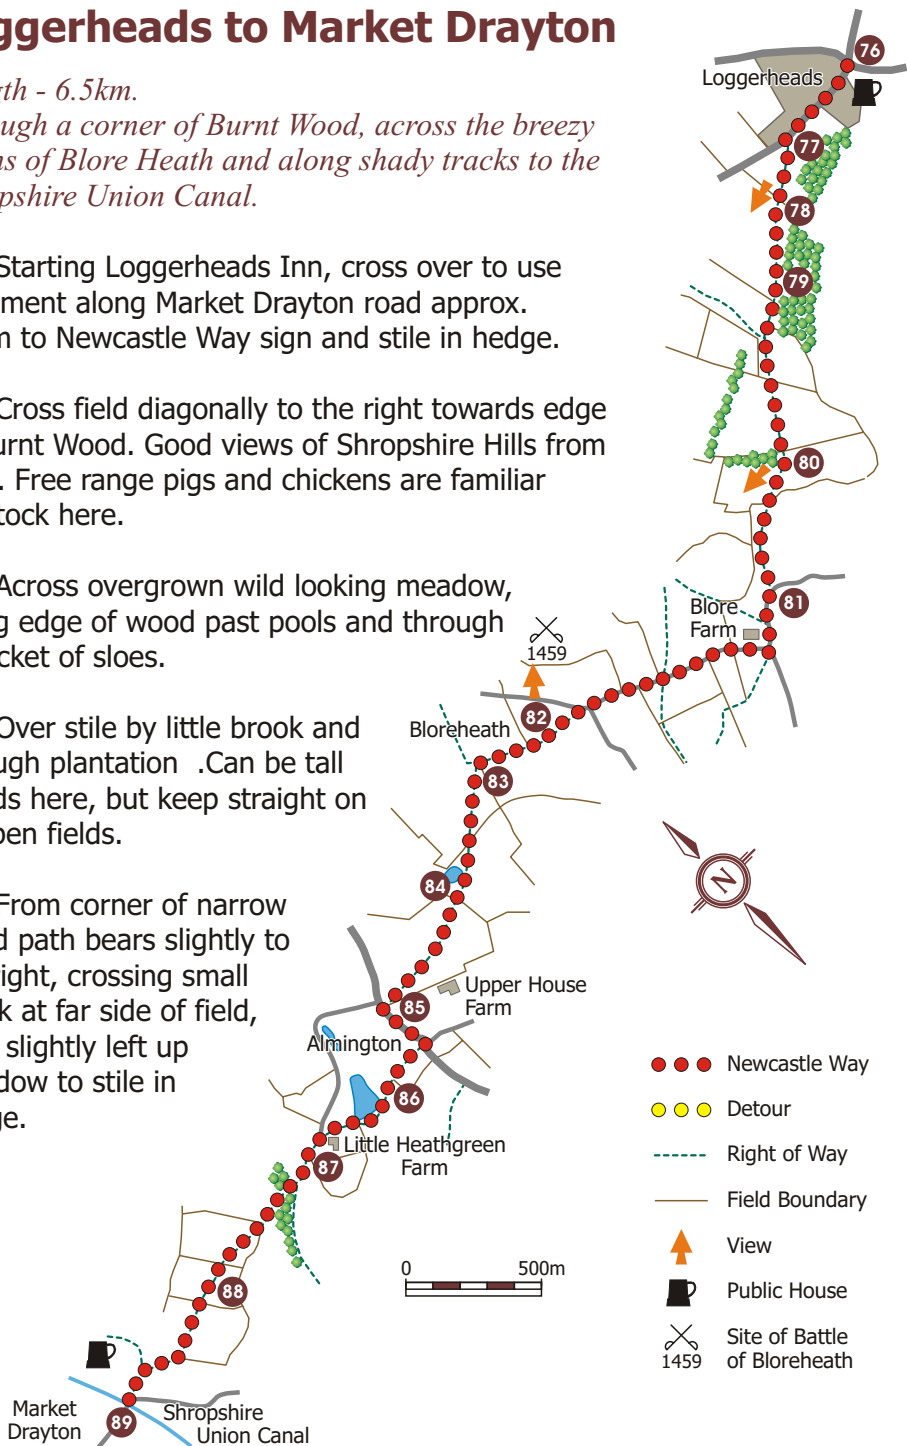 ggerheads to Market Drayton
gth - 6.5km.
ugh a corner of Burnt Wood, across the breezy
ns of Blore Heath and along shady tracks to the
pshire Union Canal.
Starting Loggerheads Inn, cross over to use
ment along Market Drayton road approx.
m to Newcastle Way sign and stile in hedge.
Cross field diagonally to the right towards edge
urnt Wood. Good views of Shropshire Hills from
. Free range pigs and chickens are familiar
tock here.
Across overgrown wild looking meadow,
g edge of wood past pools and through
cket of sloes.
Over stile by little brook and
ugh plantation .Can be tall
ds here, but keep straight on
pen fields.
From corner of narrow
d path bears slightly to
right, crossing small
k at far side of field,
slightly left up
dow to stile in
ge.
76
Loggerheads
77
78
79
80
81
Blore
Farm
1459
82
Bloreheath
83
84
N
85
Upper House
Farm
Almington
86
Little Heathgreen
Farm
87
88
Market
Drayton
89
Shropshire
Union Canal
0 500m
Newcastle Way
Detour
Right of Way
Field Boundary
View
Public House
Site of Battle
1459 of Bloreheath